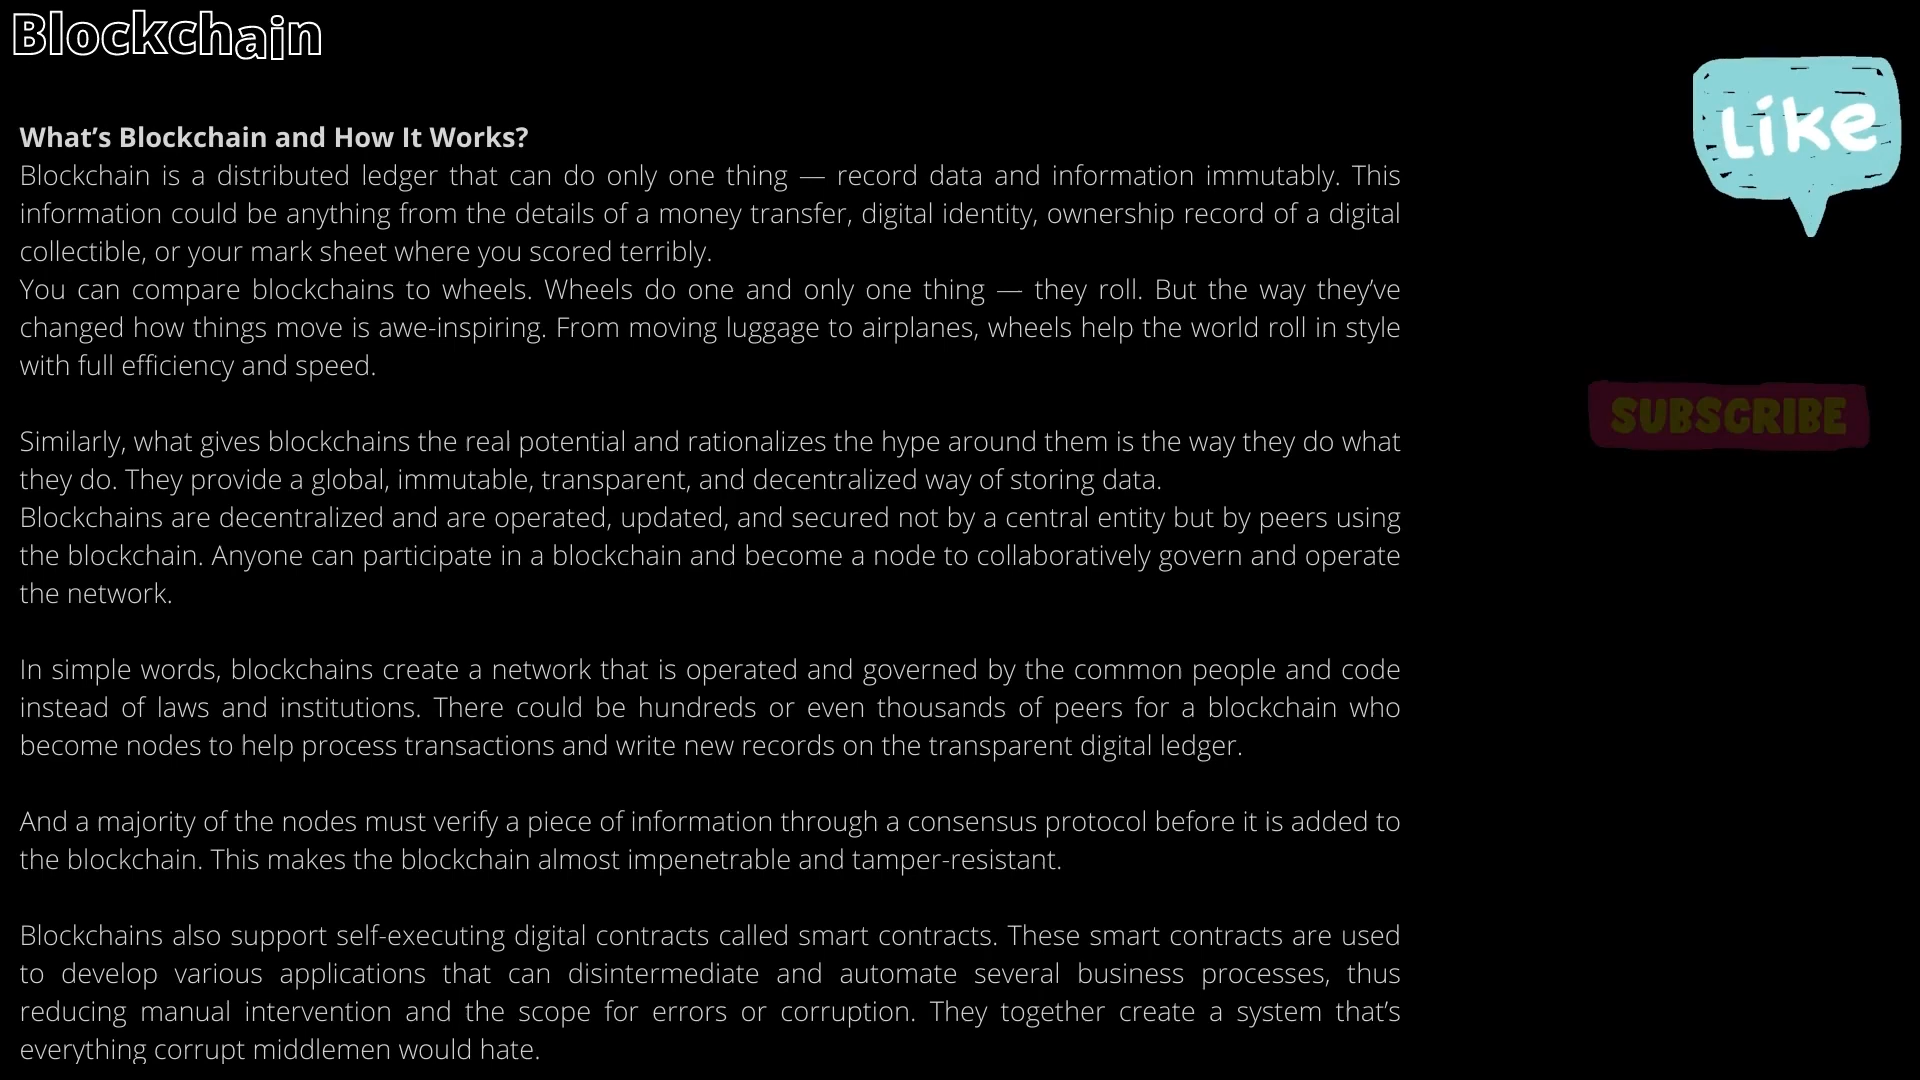 Blockchain
What’s Blockchain and How It Works?
Blockchain is a distributed ledger that can do only one thing — record data and information immutably. This
information could be anything from the details of a money transfer, digital identity, ownership record of a digital
collectible, or your mark sheet where you scored terribly.
You can compare blockchains to wheels. Wheels do one and only one thing — they roll. But the way they’ve
changed how things move is awe-inspiring. From moving luggage to airplanes, wheels help the world roll in style
with full efficiency and speed.
Similarly, what gives blockchains the real potential and rationalizes the hype around them is the way they do what
they do. They provide a global, immutable, transparent, and decentralized way of storing data.
Blockchains are decentralized and are operated, updated, and secured not by a central entity but by peers using
the blockchain. Anyone can participate in a blockchain and become a node to collaboratively govern and operate
the network.
In simple words, blockchains create a network that is operated and governed by the common people and code
instead of laws and institutions. There could be hundreds or even thousands of peers for a blockchain who
become nodes to help process transactions and write new records on the transparent digital ledger.
And a majority of the nodes must verify a piece of information through a consensus protocol before it is added to
the blockchain. This makes the blockchain almost impenetrable and tamper-resistant.
Blockchains also support self-executing digital contracts called smart contracts. These smart contracts are used
to develop various applications that can disintermediate and automate several business processes, thus
reducing manual intervention and the scope for errors or corruption. They together create a system that’s
everything corrupt middlemen would hate.
Like
SUBSCRIBE